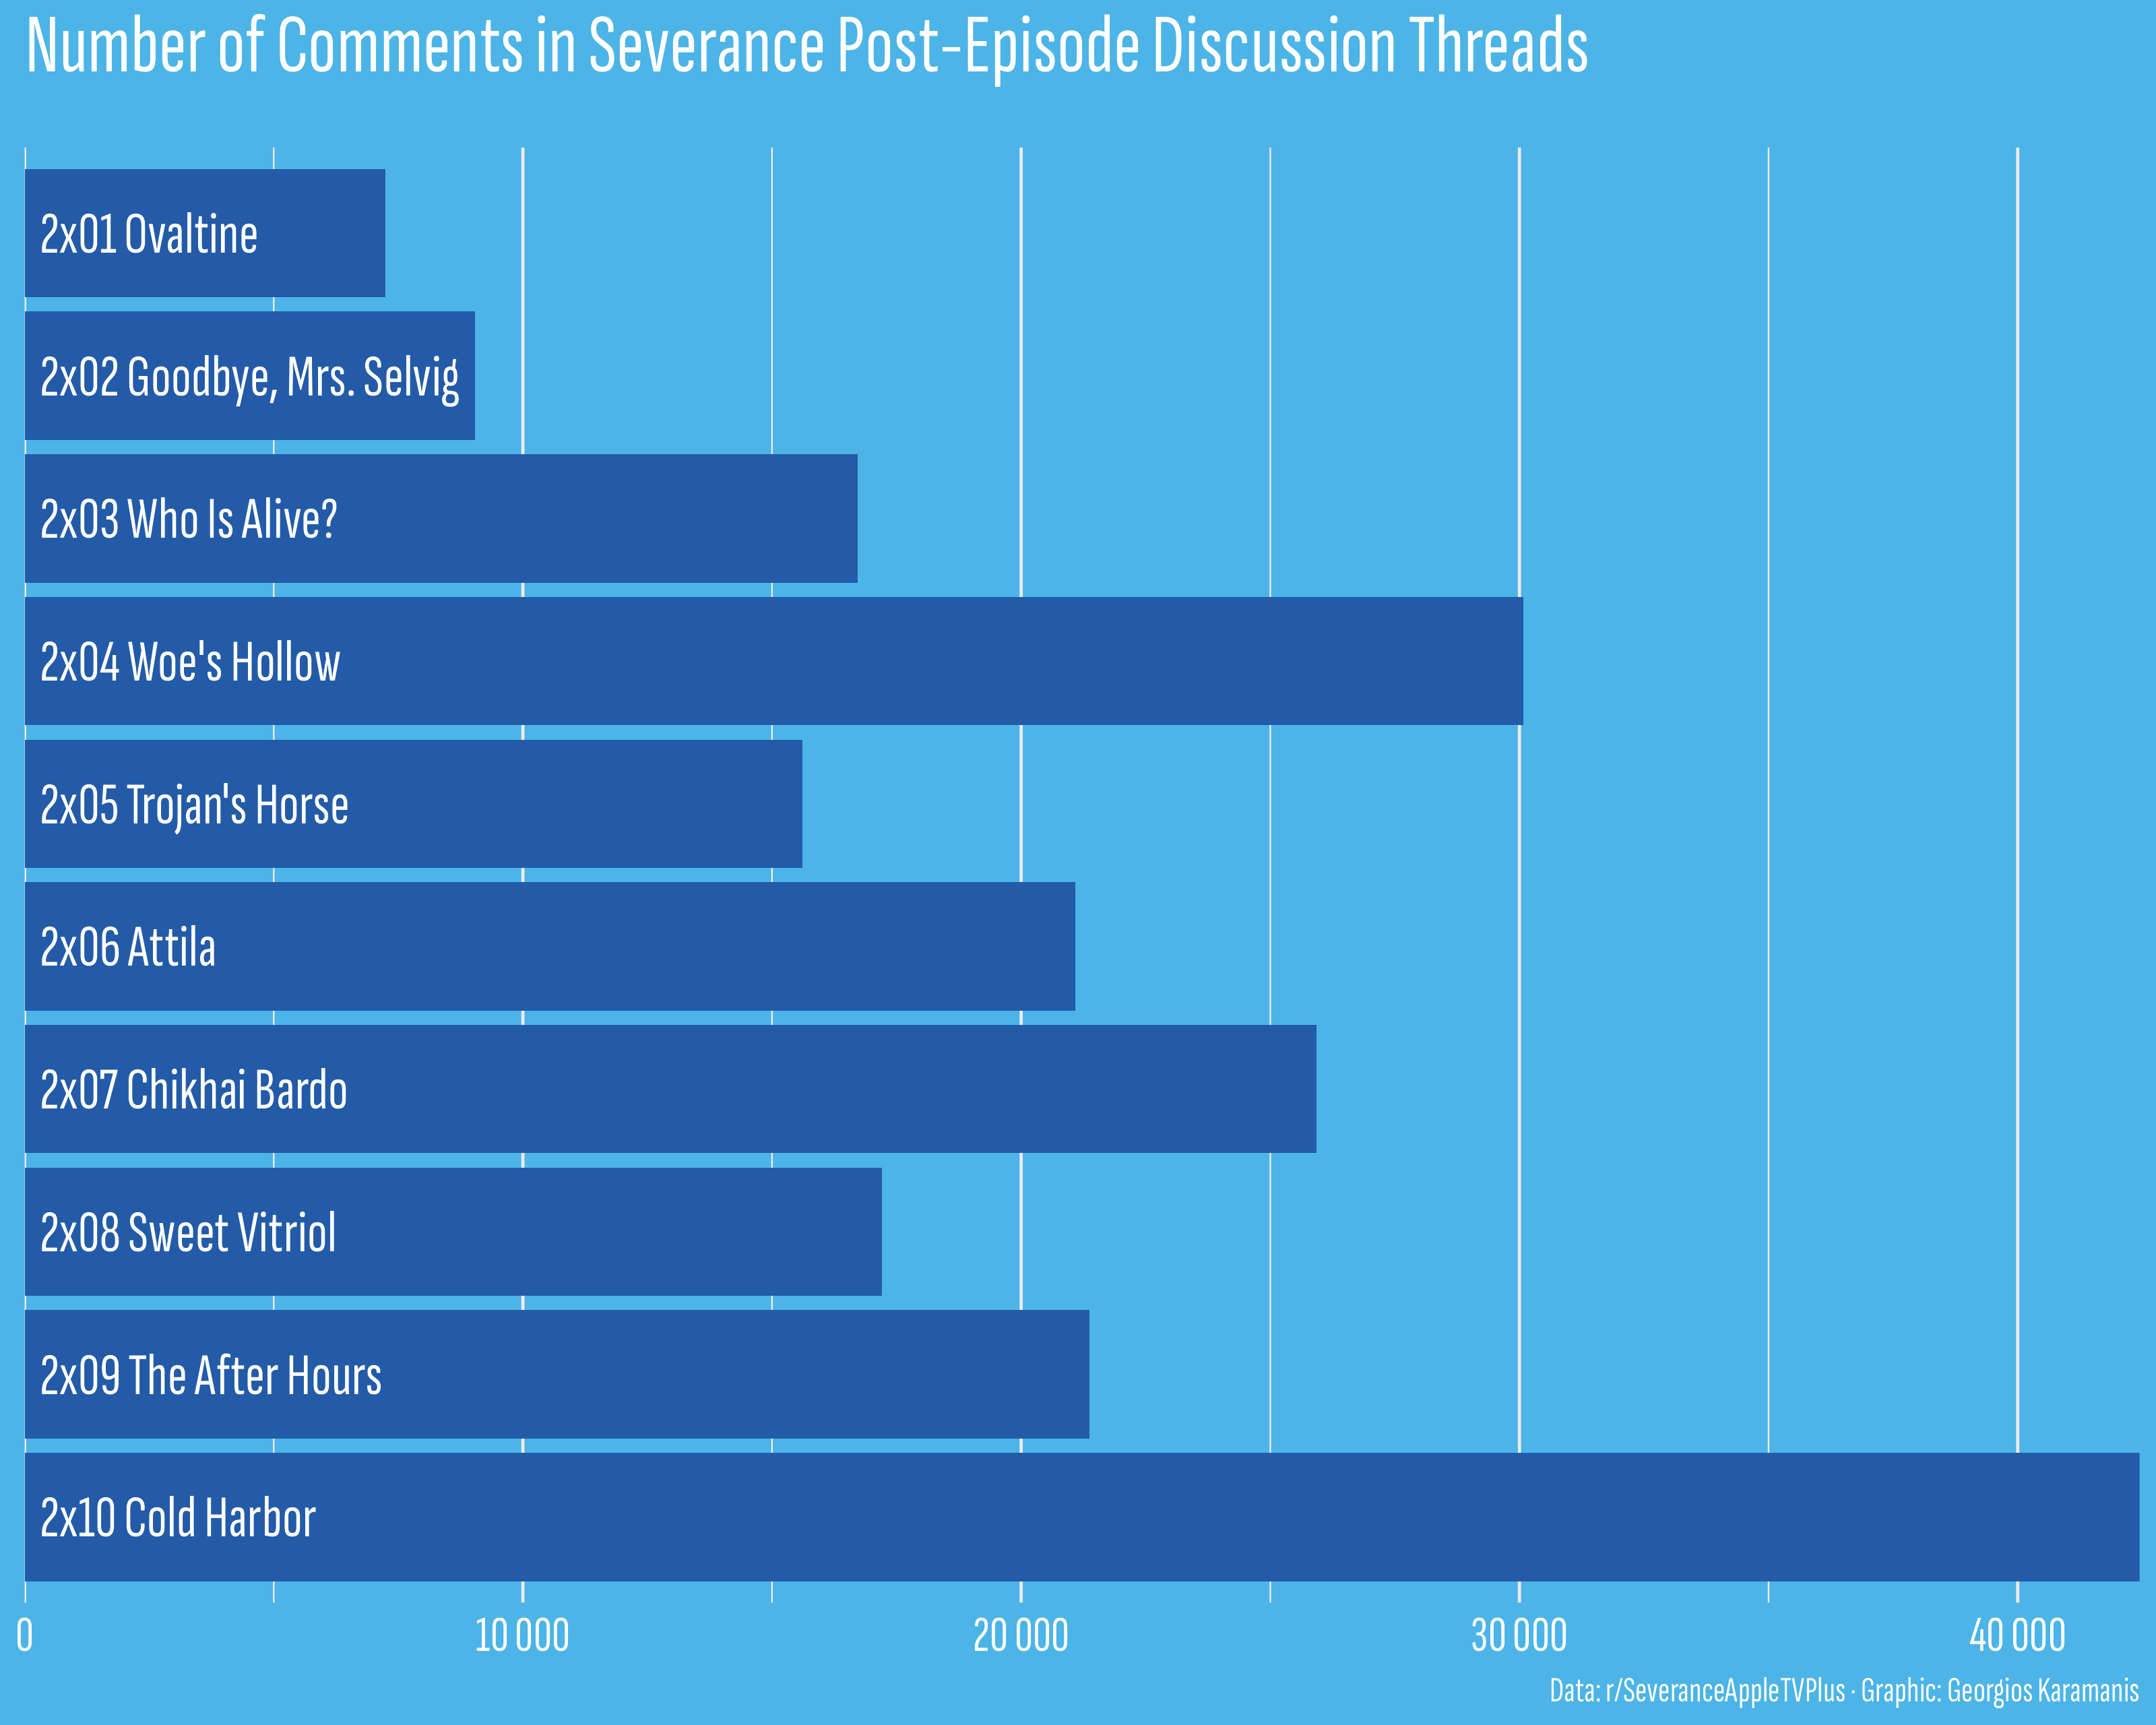 Number of Comments in Severance Post-Episode Discussion Threads
2x01 Ovaltine
2x02 Goodbye, Mrs. Selvig
2x03 Who Is Alive?
2x04 Woe's Hollow
2x05 Trojan's Horse
2x06 Attila
2x07 Chikhai Bardo
2x08 Sweet Vitriol
2x09 The After Hours
2x10 Cold Harbor
0 10 000 20 000 30 000 40 000
Data: r/SeveranceAppleTVPlus · Graphic: Georgios Karamanis